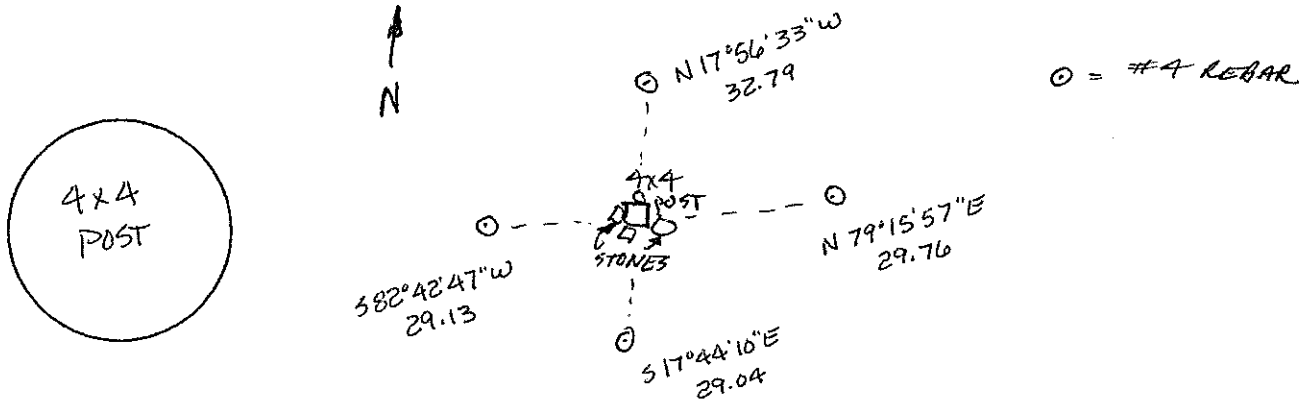 N
N 17°56'33"W
32.79
⊙ = #4 REBAR
4x4
POST
4x4
POST
STONES
N 79°15'57"E
29.76
S 82°42'47"W
29.13
S 17°44'10"E
29.04